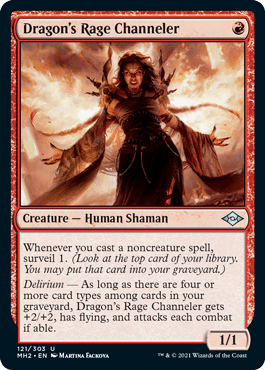 Dragon's Rage Channeler
Creature — Human Shaman
Whenever you cast a noncreature spell,
surveil 1. (Look at the top card of your library.
You may put that card into your graveyard.)
Delirium — As long as there are four or
more card types among cards in your
graveyard, Dragon's Rage Channeler gets
+2/+2, has flying, and attacks each combat
if able.
1/1
121/303 U
MH2 • EN Martina Fačková
™ & © 2021 Wizards of the Coast